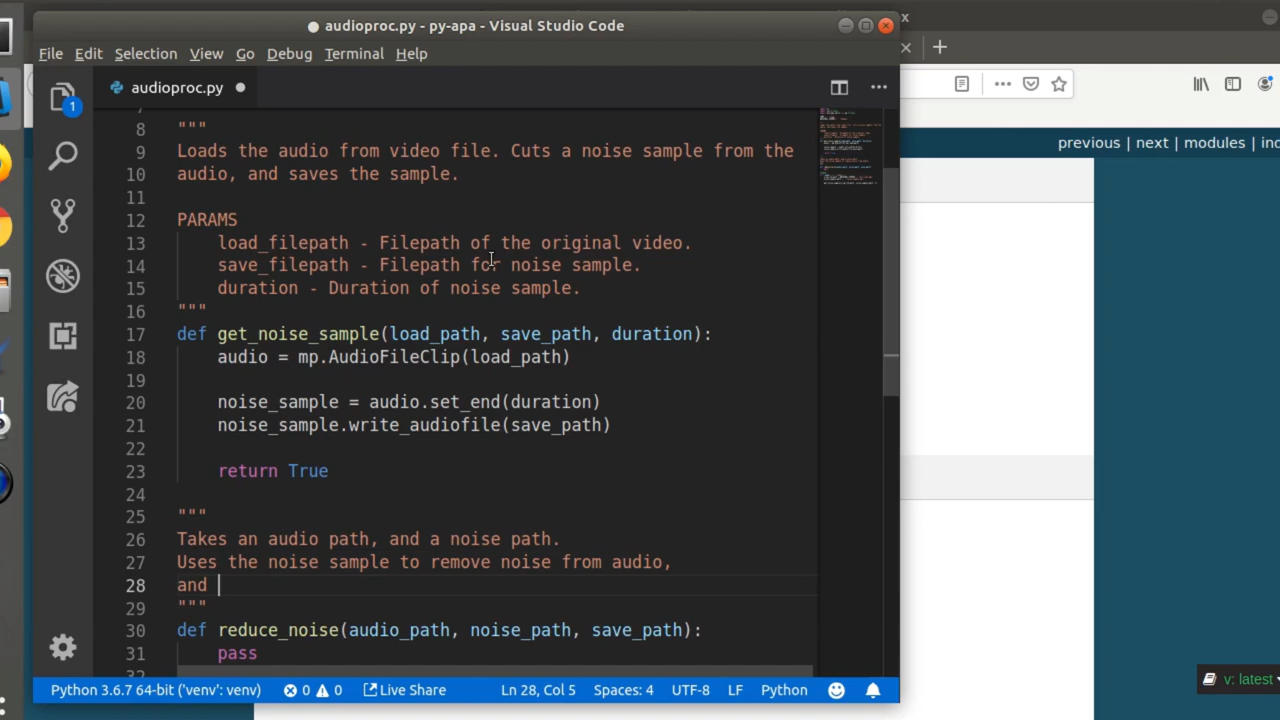 audioproc.py - py-apa - Visual Studio Code
File Edit Selection View Go Debug Terminal Help
1
audioproc.py
previous | next | modules |
8 """
9 Loads the audio from video file. Cuts a noise sample from the
10 audio, and saves the sample.
11
12 PARAMS
13 load_filepath - Filepath of the original video.
14 save_filepath - Filepath for noise sample.
15 duration - Duration of noise sample.
16 """
17 def get_noise_sample(load_path, save_path, duration):
18 audio = mp.AudioFileClip(load_path)
19
20 noise_sample = audio.set_end(duration)
21 noise_sample.write_audiofile(save_path)
22
23 return True
24
25 """
26 Takes an audio path, and a noise path.
27 Uses the noise sample to remove noise from audio,
28 and
29 """
30 def reduce_noise(audio_path, noise_path, save_path):
31 pass
v: latest
Python 3.6.7 64-bit ('venv': venv) 0 0 Live Share Ln 28, Col 5 Spaces: 4 UTF-8 LF Python